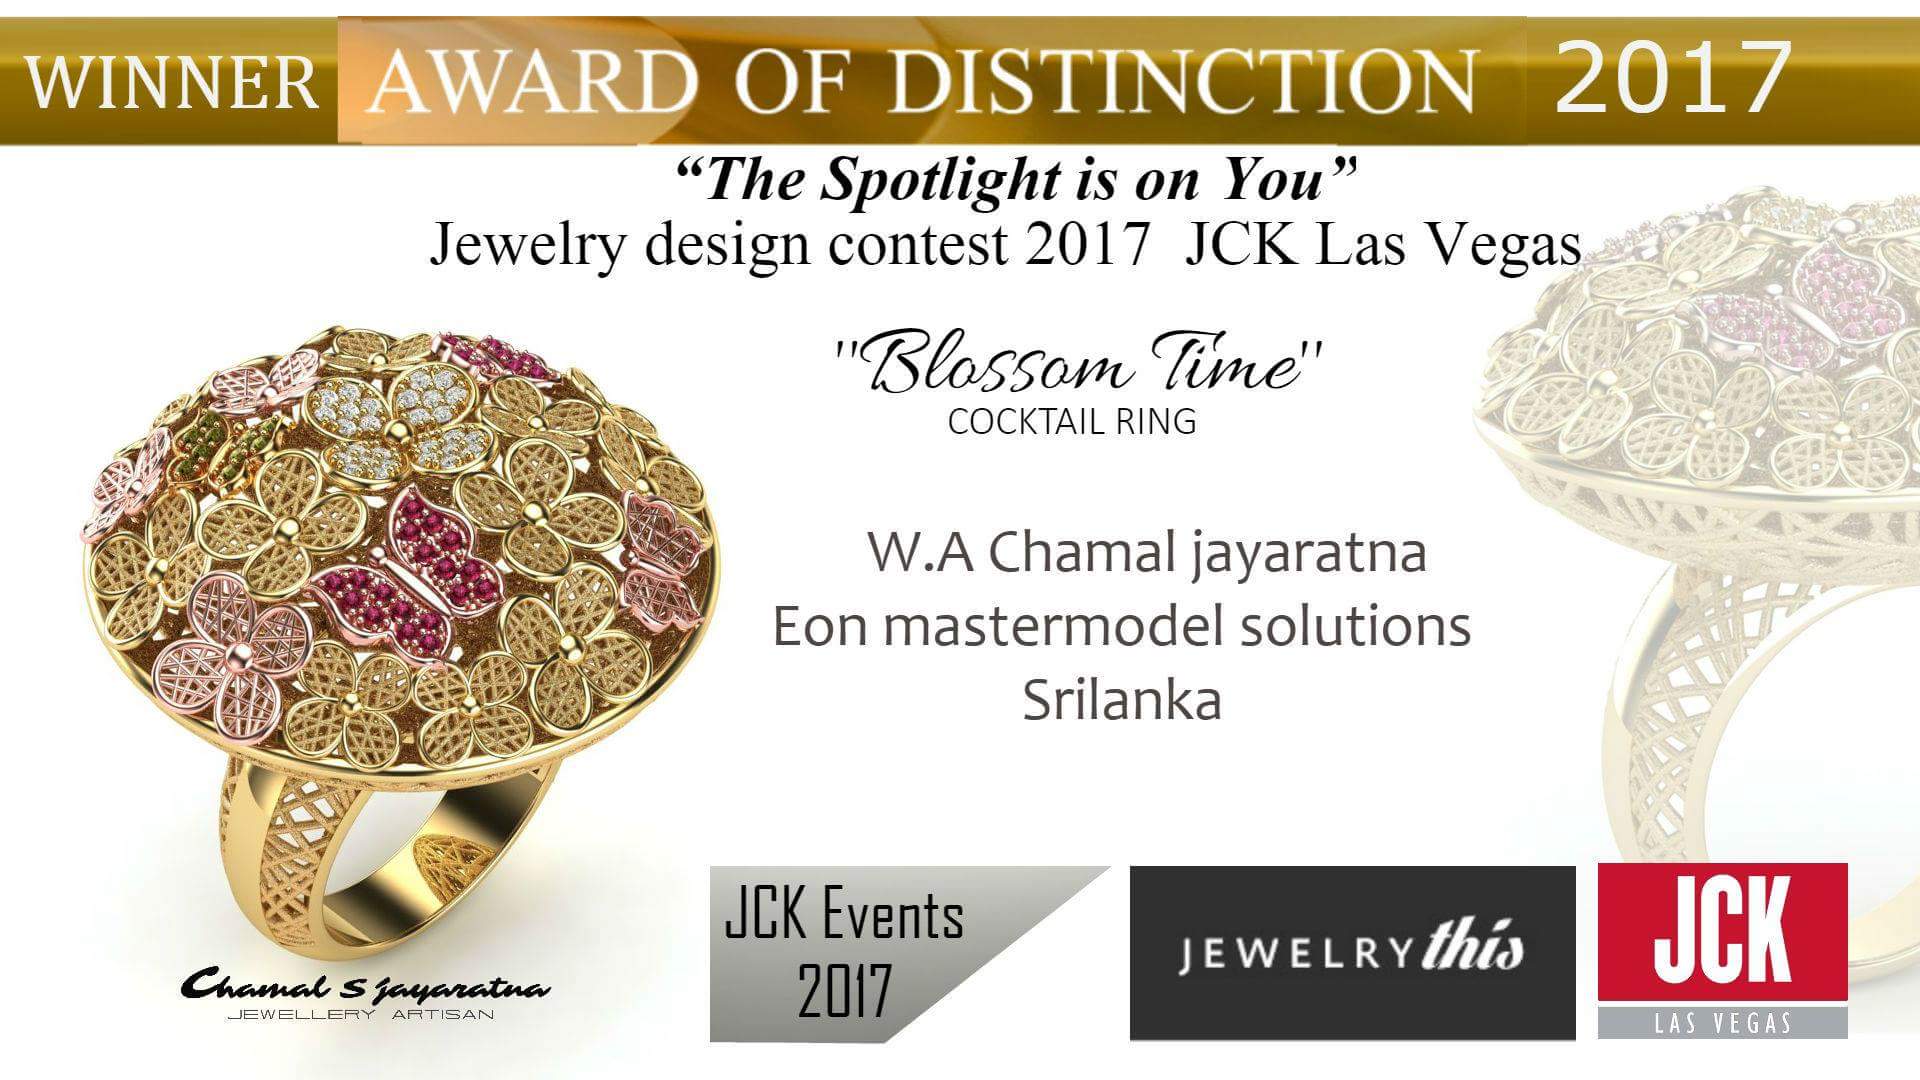 WINNER AWARD OF DISTINCTION 2017
“The Spotlight is on You”
Jewelry design contest 2017 JCK Las Vegas
"Blossom Time"
COCKTAIL RING
W.A Chamal jayaratna
Eon mastermodel solutions
Srilanka
Chamal S jayaratna
JEWELLERY ARTISAN
JCK Events
2017
JEWELRY this
JCK
LAS VEGAS